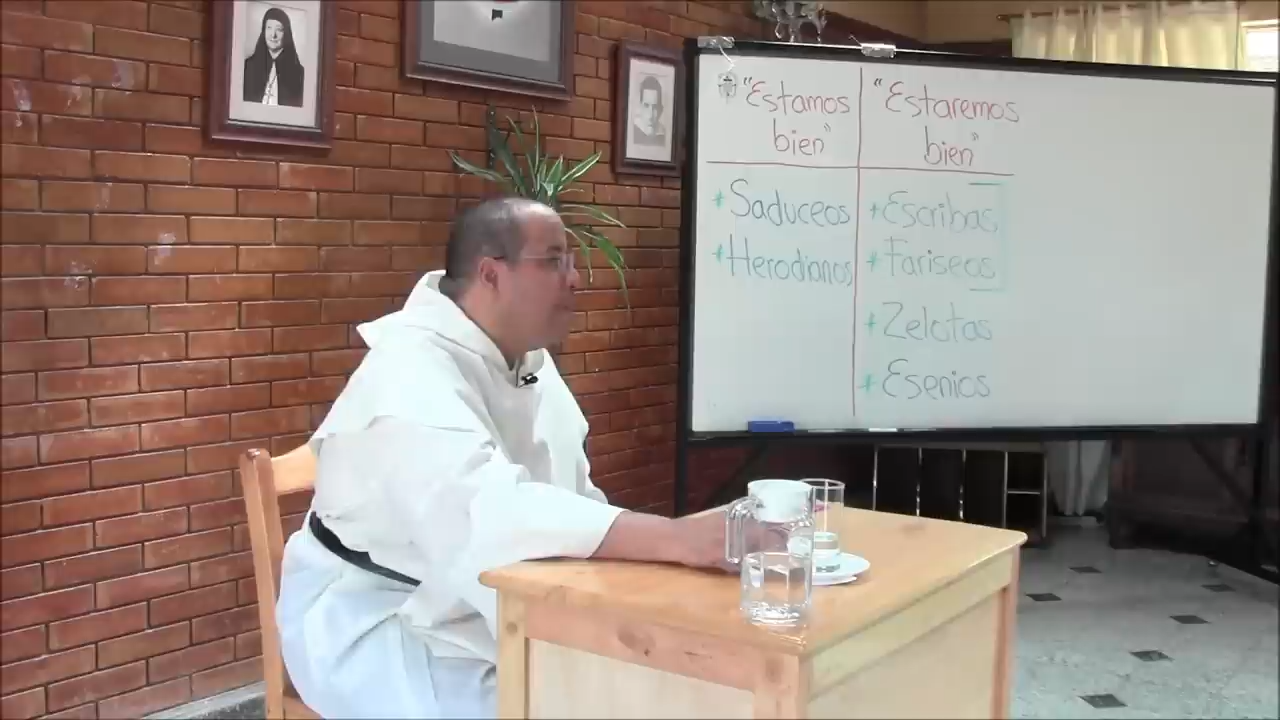 "Estamos
bien"
"Estaremos
bien"
* Saduceos
* Herodianos
* Escribas
* Fariseos
* Zelotas
* Esenios